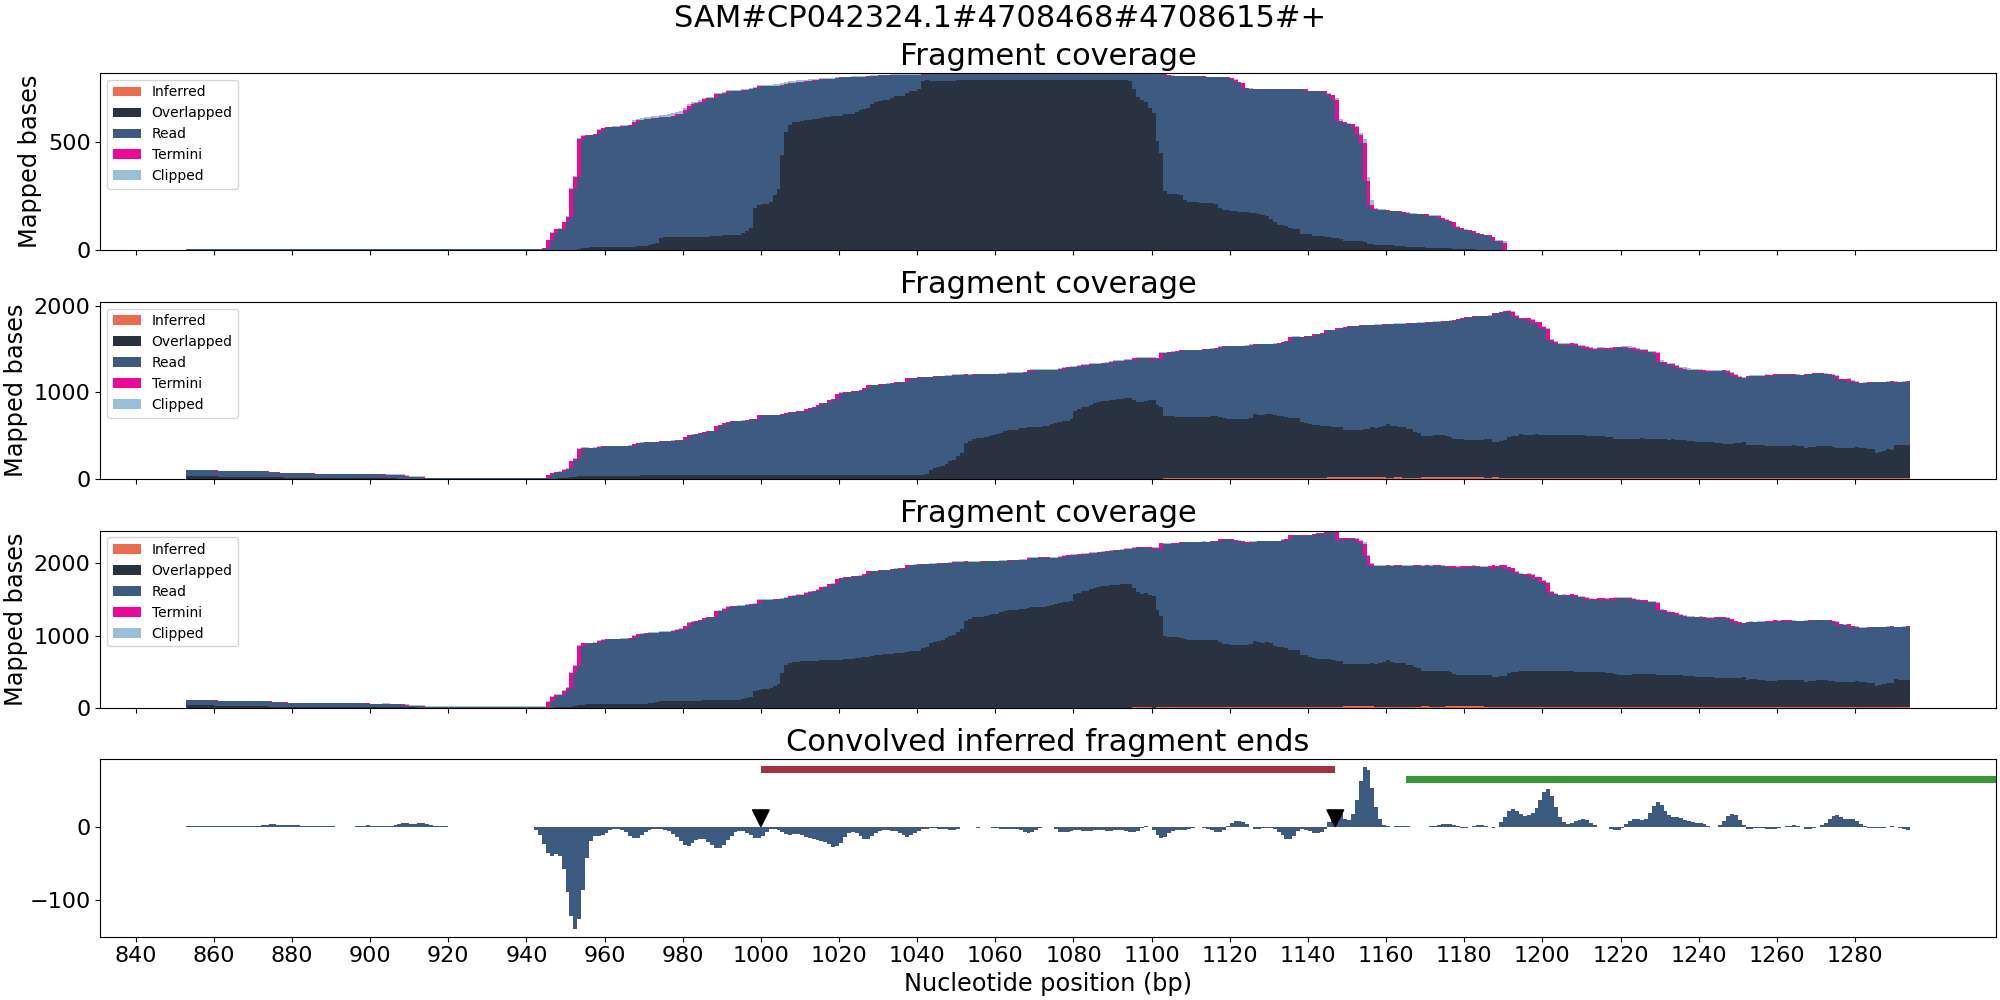 SAM#CP042324.1#4708468#4708615#+
Fragment coverage
Mapped bases
500
0
Inferred
Overlapped
Read
Termini
Clipped
Fragment coverage
Mapped bases
2000
1000
0
Inferred
Overlapped
Read
Termini
Clipped
Fragment coverage
Mapped bases
2000
1000
0
Inferred
Overlapped
Read
Termini
Clipped
Convolved inferred fragment ends
0
−100
840 860 880 900 920 940 960 980 1000 1020 1040 1060 1080 1100 1120 1140 1160 1180 1200 1220 1240 1260 1280
Nucleotide position (bp)